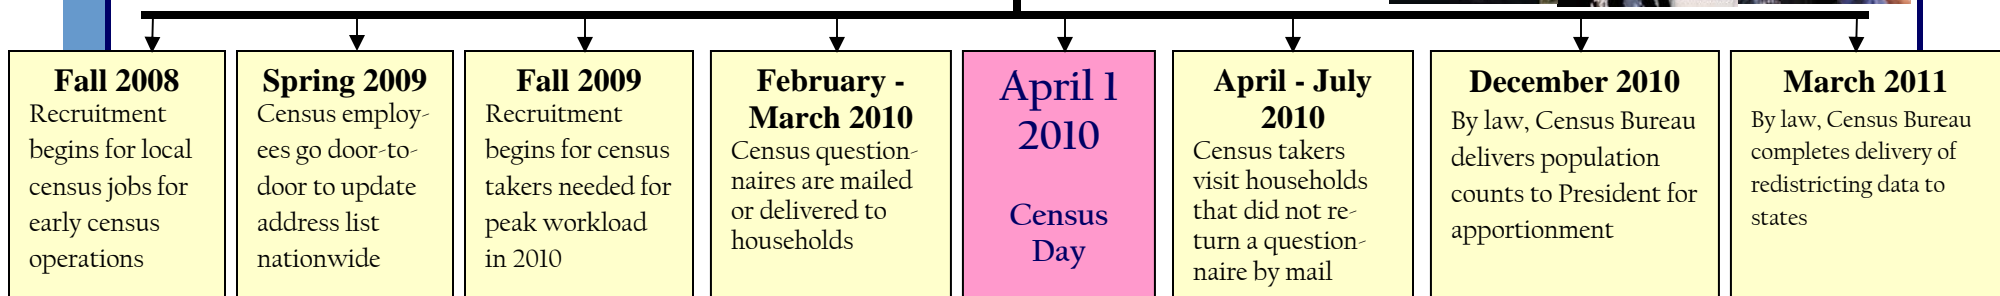 Fall 2008
Recruitment
begins for local
census jobs for
early census
operations
Spring 2009
Census employ-
ees go door-to-
door to update
address list
nationwide
Fall 2009
Recruitment
begins for census
takers needed for
peak workload
in 2010
February -
March 2010
Census question-
naires are mailed
or delivered to
households
April 1
2010
Census
Day
April - July
2010
Census takers
visit households
that did not re-
turn a question-
naire by mail
December 2010
By law, Census Bureau
delivers population
counts to President for
apportionment
March 2011
By law, Census Bureau
completes delivery of
redistricting data to
states